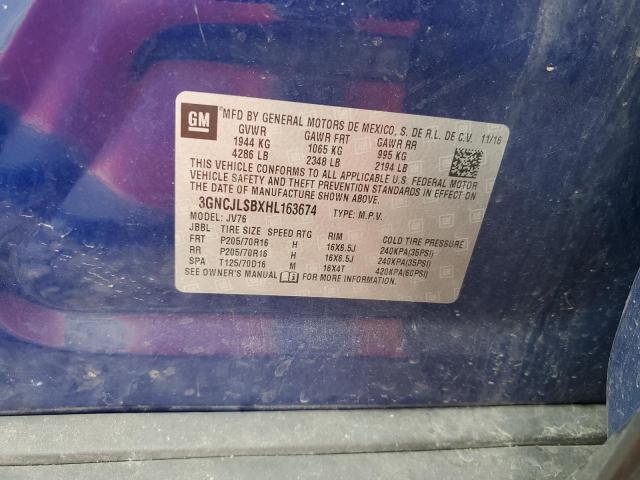 GM MFD BY GENERAL MOTORS DE MEXICO, S. DE R.L. DE C.V. 11/16
GVWR GAWR FRT GAWR RR
1944 KG 1065 KG 995 KG
4286 LB 2348 LB 2194 LB
THIS VEHICLE CONFORMS TO ALL APPLICABLE U.S. FEDERAL MOTOR
VEHICLE SAFETY AND THEFT PREVENTION STANDARDS IN EFFECT ON
THE DATE OF MANUFACTURE SHOWN ABOVE.
3GNCJLSBXHL163674 TYPE: M.P.V.
MODEL: JV76
JBBL TIRE SIZE SPEED RTG RIM COLD TIRE PRESSURE
FRT P205/70R16 H 16X6.5J 240KPA(35PSI)
RR P205/70R16 H 16X6.5J 240KPA(35PSI)
SPA T125/70D16 M 16X4T 420KPA(60PSI)
SEE OWNER'S MANUAL FOR MORE INFORMATION.